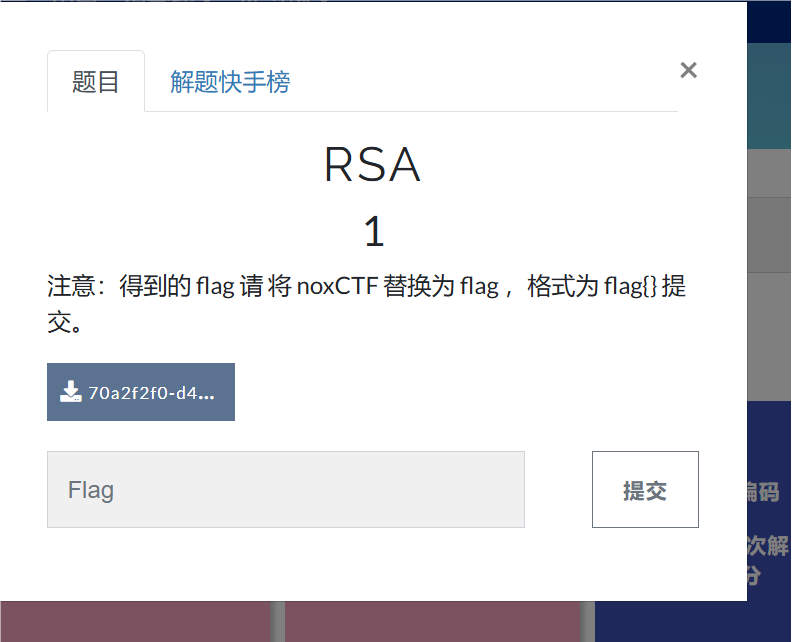 题目
解题快手榜
×
RSA
1
注意：得到的 flag 请 将 noxCTF 替换为 flag ，格式为 flag{} 提
交。
70a2f2f0-d4...
Flag
提交
编码
次解
分